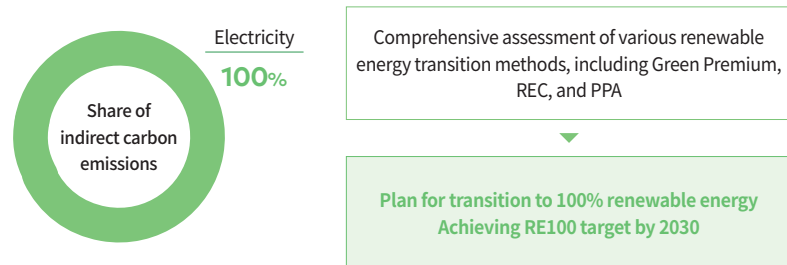 Electricity
100%
Share of
indirect carbon
emissions
Comprehensive assessment of various renewable
energy transition methods, including Green Premium,
REC, and PPA
Plan for transition to 100% renewable energy
Achieving RE100 target by 2030